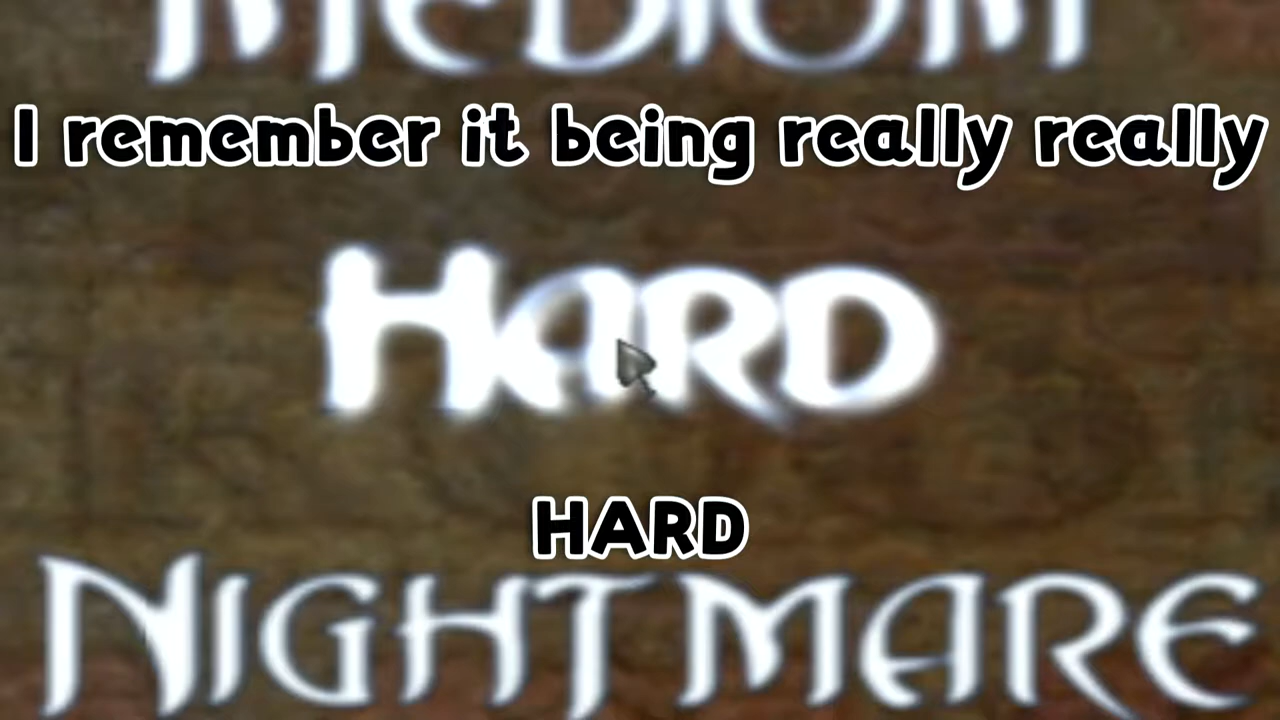 MEDIUM
I remember it being really really
HARD
HARD
NIGHTMARE